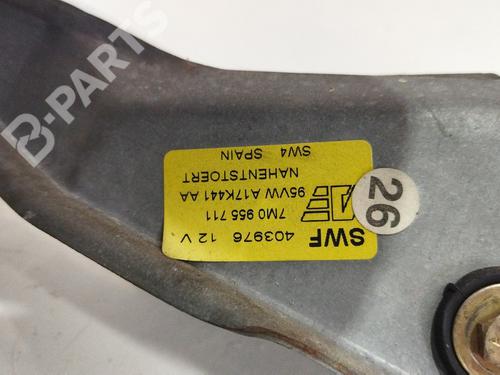 SWF
403976 12 V
7M0 955 711
95VW A17K441 AA
NAHENTSTOERT
SW4 SPAIN
26
B-PARTS